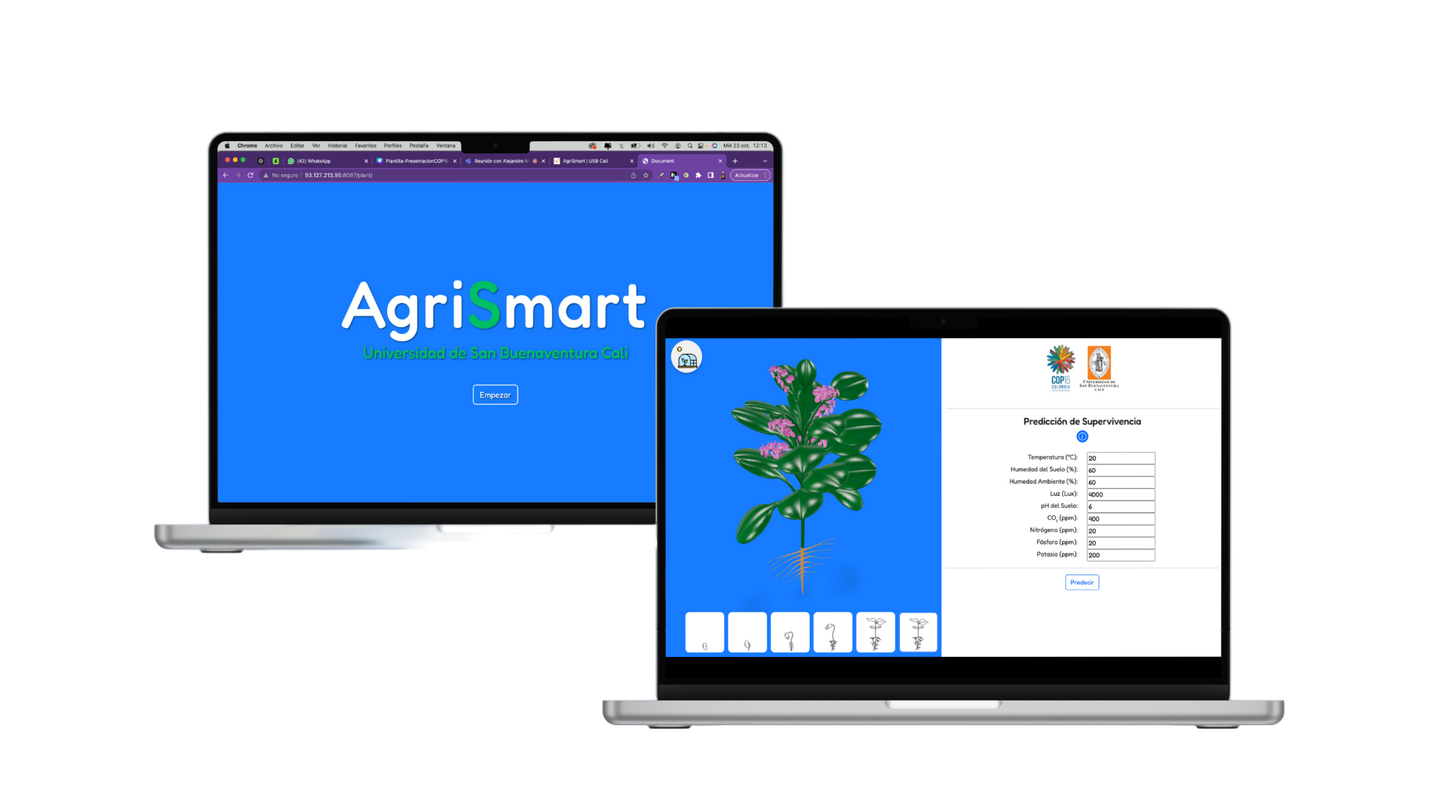 Chrome Archivo Editar Ver Historial Favoritos Perfiles Pestaña Ventana Mié 23 oct. 12:13
(43) WhatsApp Plantilla-PresentacionCOP16 Reunión con Alejandro M AgriSmart | USB Cali Document
No seguro 93.127.213.95:8087/plant/ Actualizar
AgriSmart
Universidad de San Buenaventura Cali
Empezar
COP16
COLOMBIA
UNIVERSIDAD DE
SAN BUENAVENTURA
CALI
Predicción de Supervivencia
Temperatura (°C): 20
Humedad del Suelo (%): 60
Humedad Ambiente (%): 60
Luz (Lux): 4000
pH del Suelo: 6
CO₂ (ppm): 400
Nitrógeno (ppm): 20
Fósforo (ppm): 20
Potasio (ppm): 200
Predecir